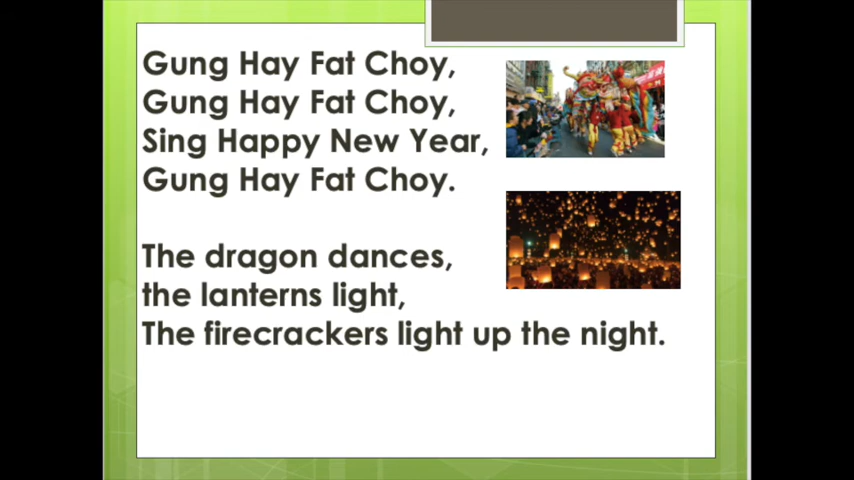 Gung Hay Fat Choy,
Gung Hay Fat Choy,
Sing Happy New Year,
Gung Hay Fat Choy.
The dragon dances,
the lanterns light,
The firecrackers light up the night.